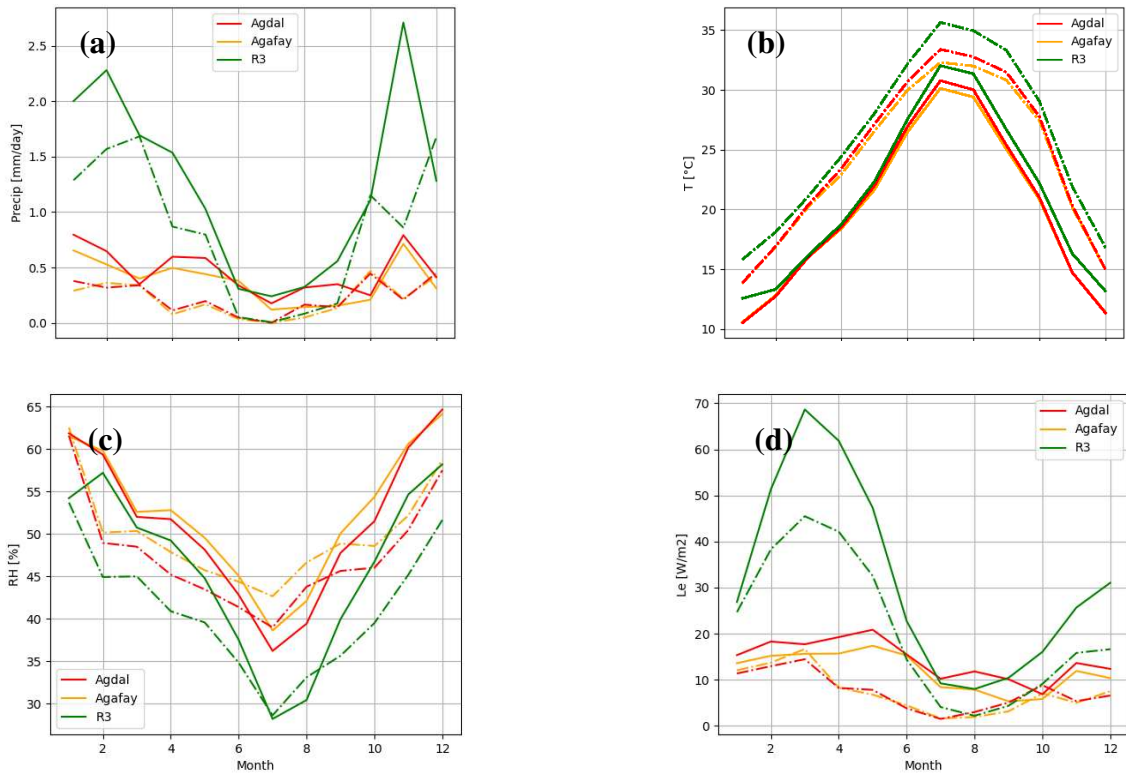 (a)
Agdal
Agafay
R3
Precip [mm/day]
2.5
2.0
1.5
1.0
0.5
0.0
(b)
Agdal
Agafay
R3
T [°C]
35
30
25
20
15
10
(c)
RH [%]
65
60
55
50
45
40
35
30
Agdal
Agafay
R3
2 4 6 8 10 12
Month
(d)
Agdal
Agafay
R3
Le [W/m2]
70
60
50
40
30
20
10
0
2 4 6 8 10 12
Month